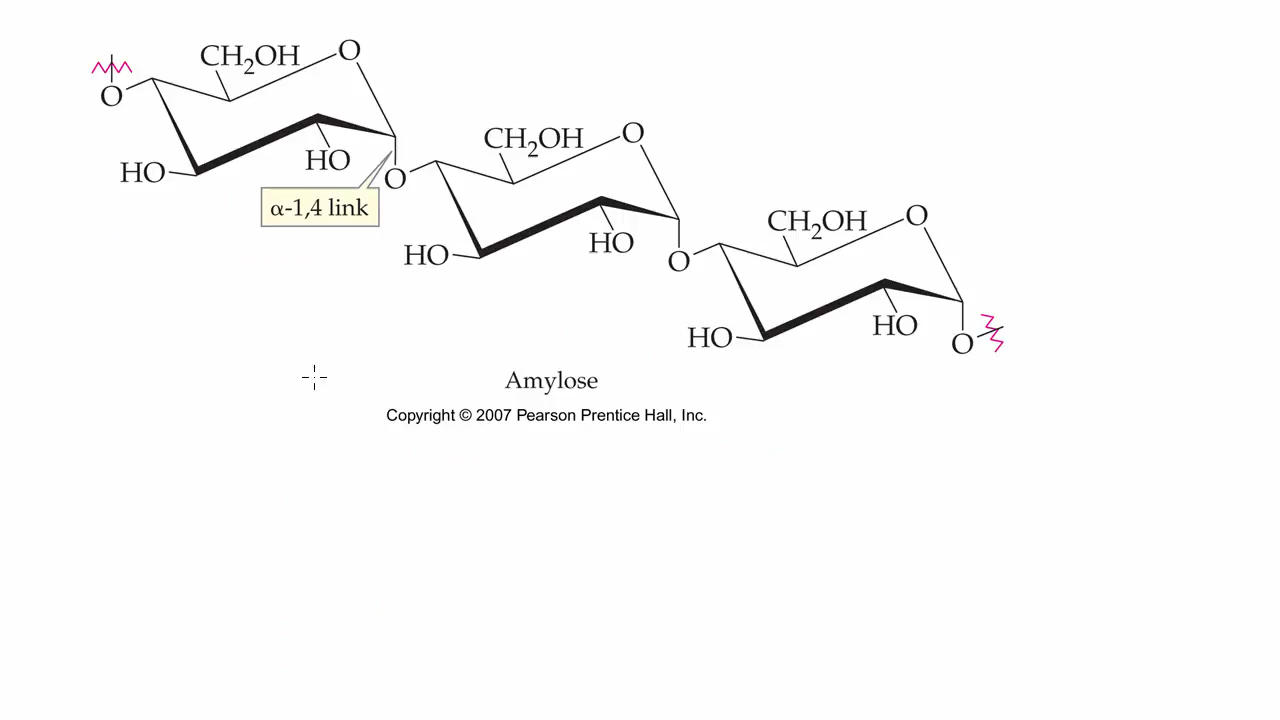 CH₂OH O
O
HO HO
α-1,4 link
O
CH₂OH O
HO HO
O
CH₂OH O
HO HO
O
Amylose
Copyright © 2007 Pearson Prentice Hall, Inc.